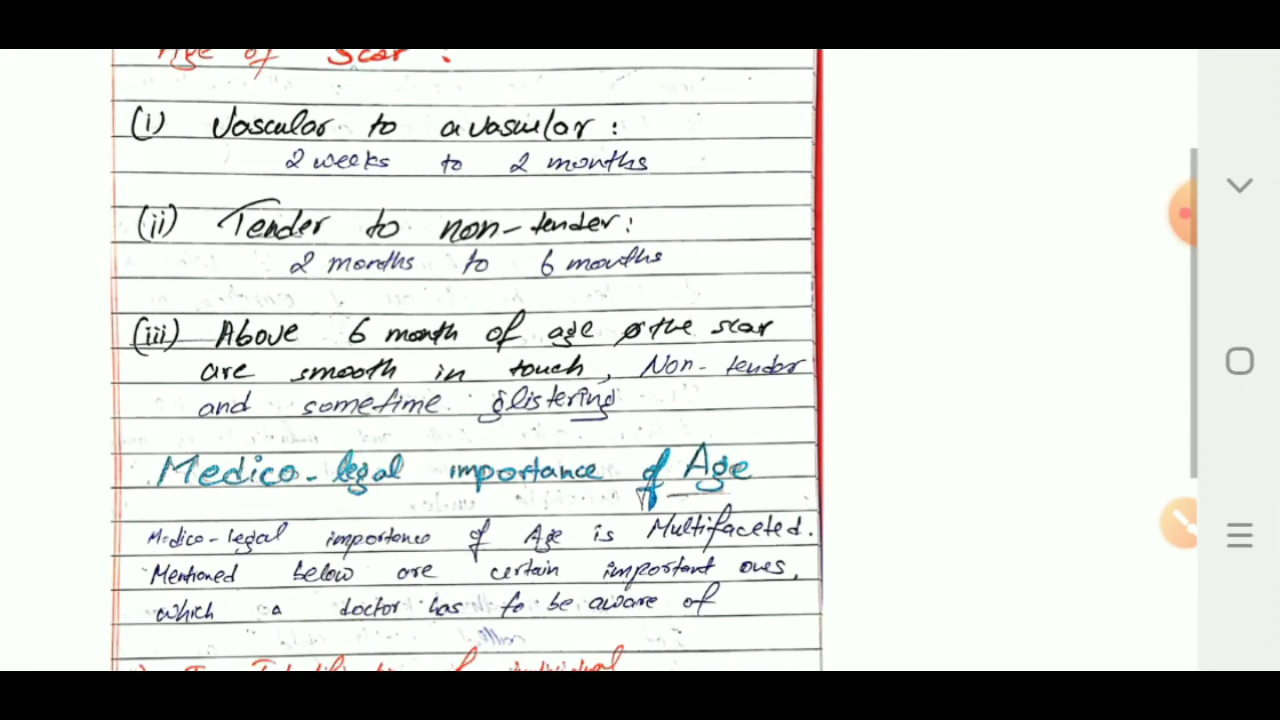 Age of Scar :
(i) Vascular to avascular :
2 weeks to 2 months
(ii) Tender to non-tender :
2 months to 6 months
(iii) Above 6 month of age the scar
are smooth in touch, Non-tender
and sometime glistering
Medico-legal importance of Age
Medico-legal importance of Age is Multifaceted.
Mentioned below are certain important ones,
which a doctor has to be aware of
individual